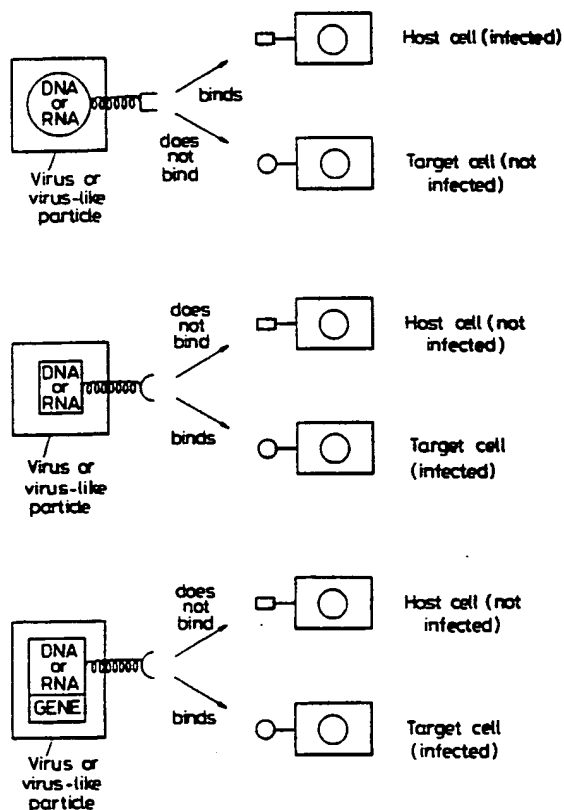 DNA
or
RNA
Virus or
virus-like
particle
binds
does
not
bind
Host cell (infected)
Target cell (not
infected)
DNA
or
RNA
Virus or
virus-like
particle
does
not
bind
binds
Host cell (not
infected)
Target cell
(infected)
DNA
or
RNA
GENE
Virus or
virus-like
particle
does
not
bind
binds
Host cell (not
infected)
Target cell
(infected)